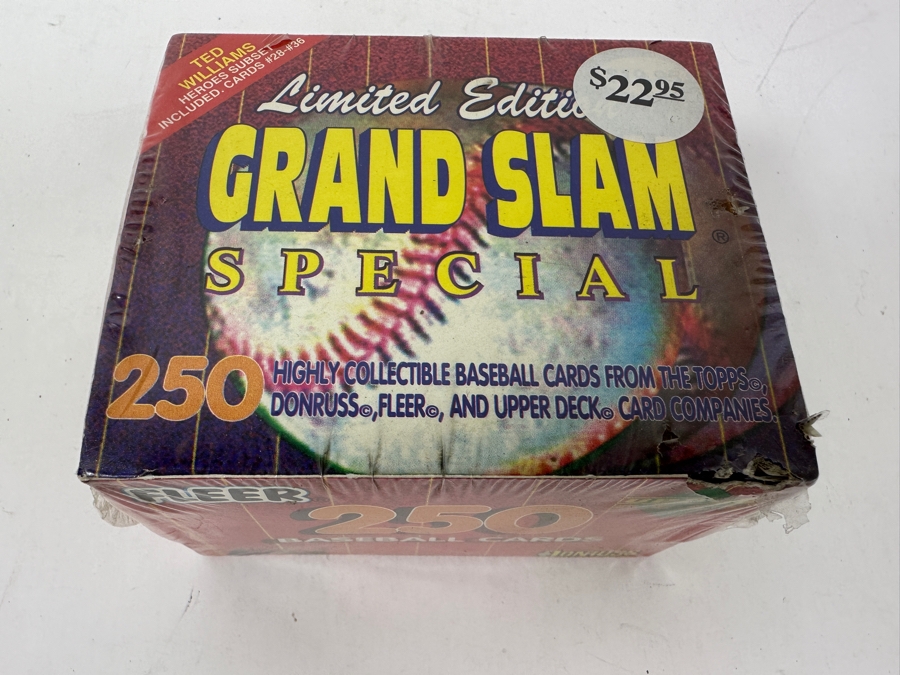 TED
WILLIAMS
HEROES SUBSET
INCLUDED. CARDS #28-#36
Limited Editi
$22.95
GRAND SLAM
®
SPECIAL
250 HIGHLY COLLECTIBLE BASEBALL CARDS FROM THE TOPPS©,
DONRUSS©, FLEER©, AND UPPER DECK© CARD COMPANIES.
FLEER
250
BASEBALL CARDS